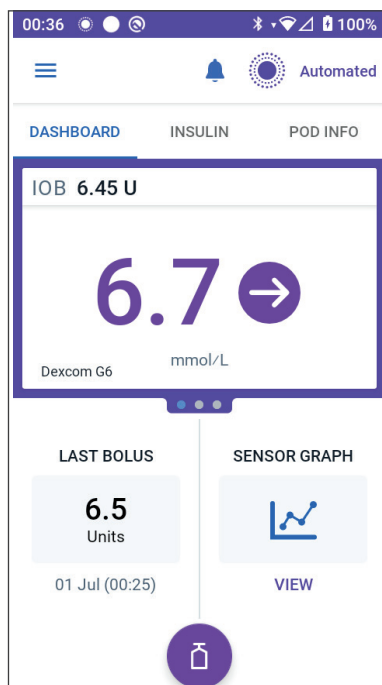 00:36 100%
Automated
DASHBOARD INSULIN POD INFO
IOB 6.45 U
6.7
mmol/L
Dexcom G6
LAST BOLUS SENSOR GRAPH
6.5
Units
01 Jul (00:25) VIEW